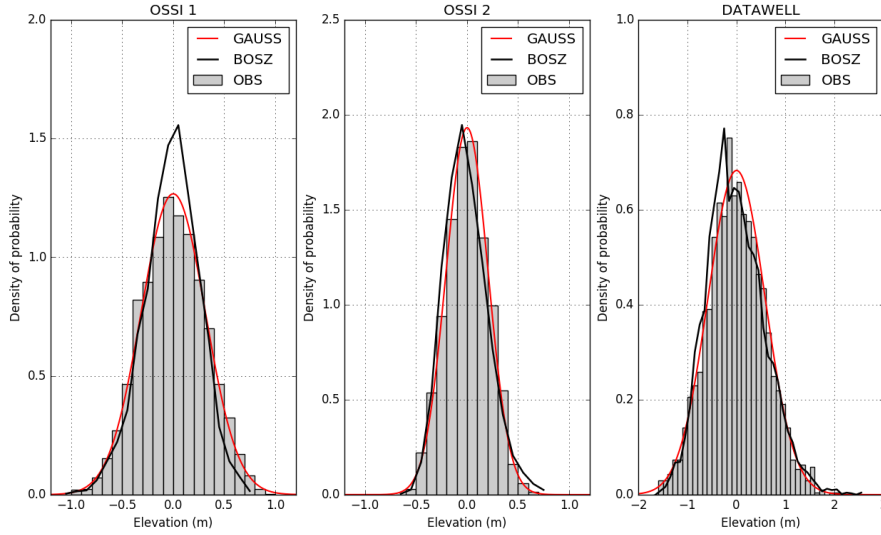 OSSI 1
OSSI 2
DATAWELL
2.0
1.5
1.0
0.5
0.0
Density of probability
GAUSS
BOSZ
OBS
−1.0 −0.5 0.0 0.5 1.0
Elevation (m)
2.5
2.0
1.5
1.0
0.5
0.0
Density of probability
GAUSS
BOSZ
OBS
−1.0 −0.5 0.0 0.5 1.0
Elevation (m)
1.0
0.8
0.6
0.4
0.2
0.0
Density of probability
GAUSS
BOSZ
OBS
−2 −1 0 1 2 3
Elevation (m)